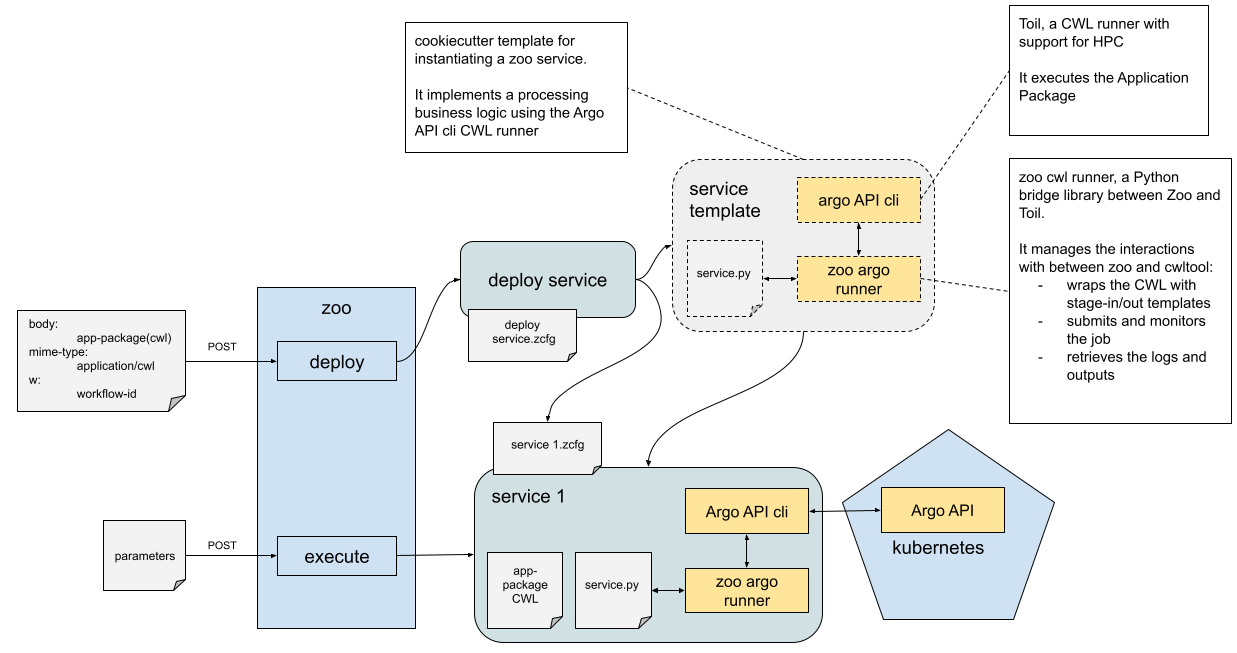 cookiecutter template for
instantiating a zoo service.
It implements a processing
business logic using the Argo
API cli CWL runner
Toil, a CWL runner with
support for HPC
It executes the Application
Package
zoo cwl runner, a Python
bridge library between Zoo and
Toil.
It manages the interactions
with between zoo and cwltool:
- wraps the CWL with
stage-in/out templates
- submits and monitors
the job
- retrieves the logs and
outputs
service
template
argo API cli
service.py
zoo argo
runner
deploy service
deploy
service.zcfg
zoo
deploy
body:
app-package(cwl)
mime-type:
application/cwl
w:
workflow-id
POST
service 1.zcfg
service 1
Argo API cli
app-
package
CWL
service.py
zoo argo
runner
Argo API
kubernetes
parameters
POST
execute